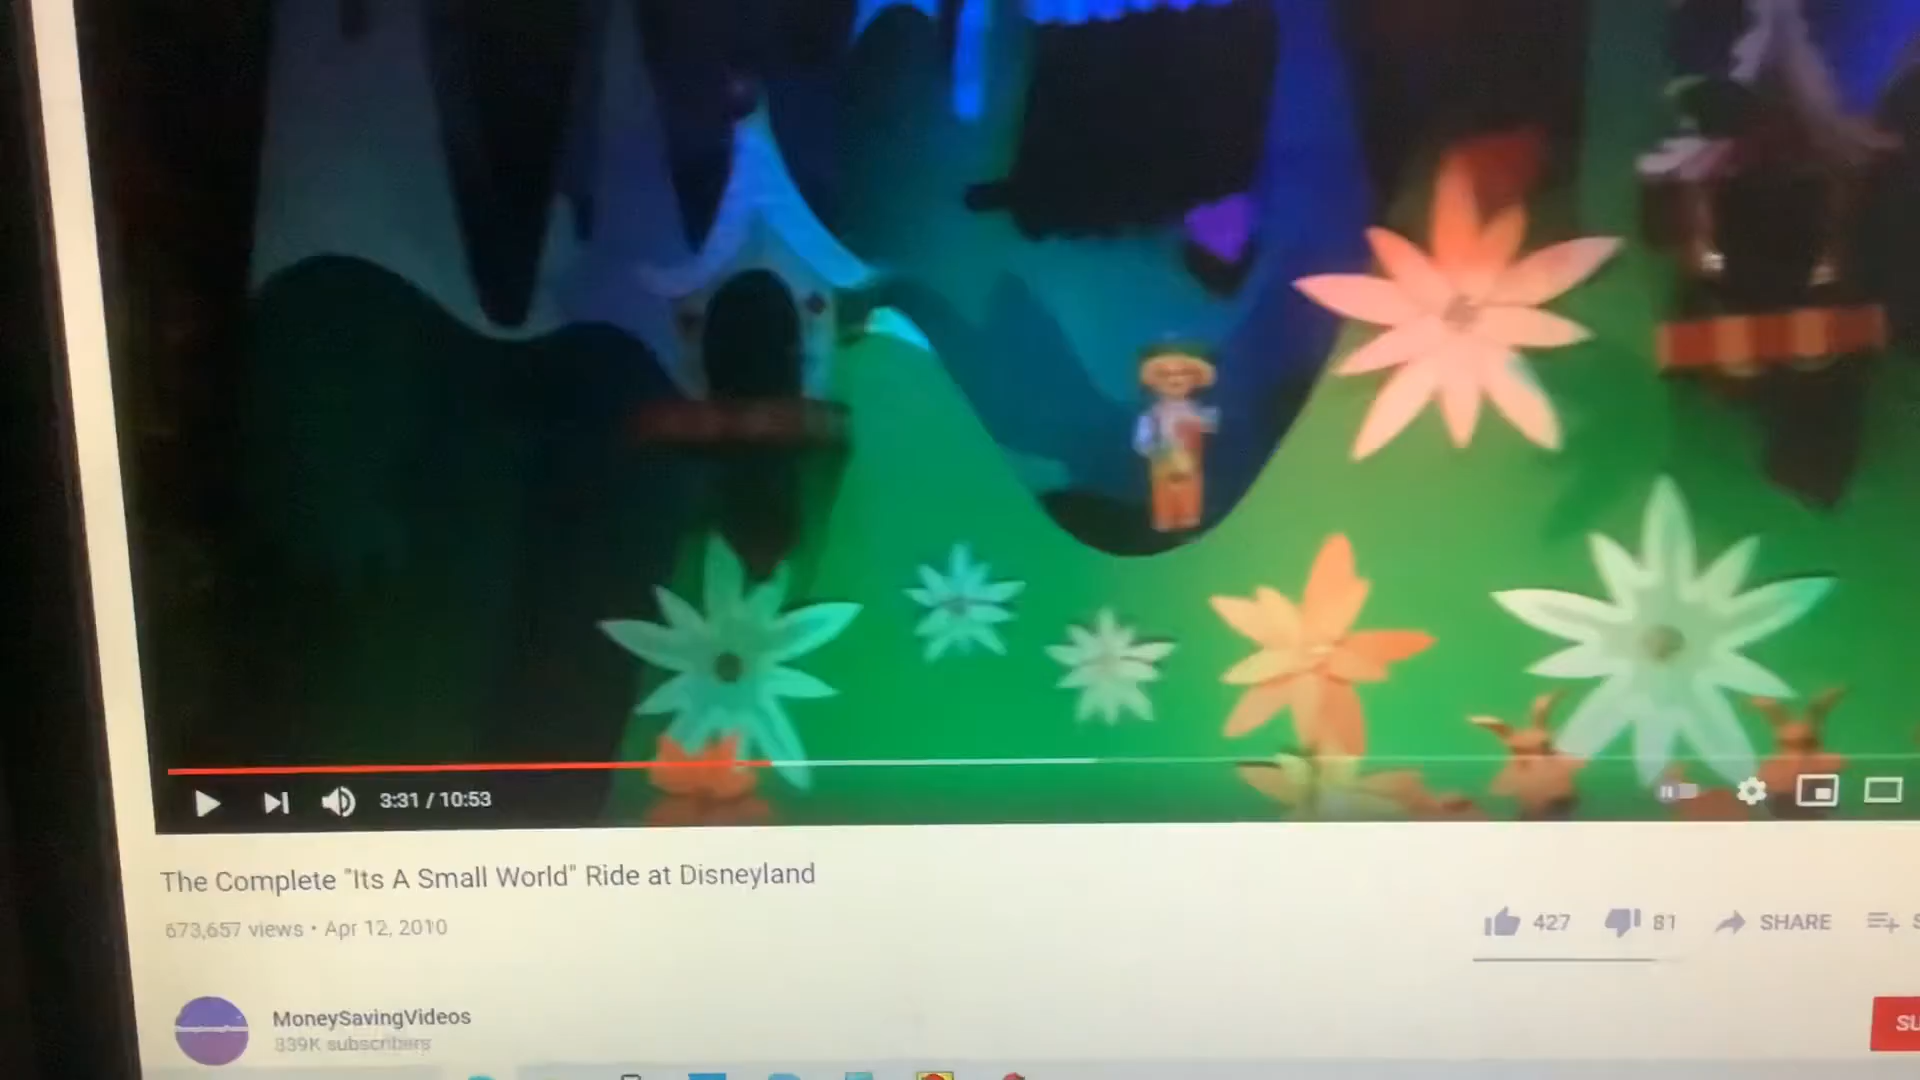 3:31 / 10:53
The Complete "Its A Small World" Ride at Disneyland
673,657 views • Apr 12, 2010
427
81
SHARE
MoneySavingVideos
839K subscribers